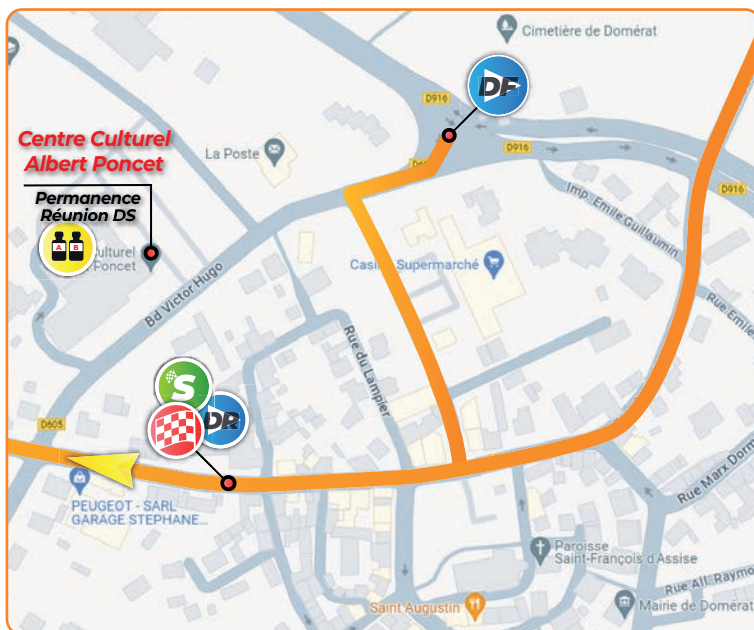 Cimetière de Domérat
D916
DF
La Poste
D916
D916
Centre Culturel
Albert Poncet
Permanence
Réunion DS
A B
Culturel
Poncet
Imp. Emile Guillaumin
Casino Supermarché
Bd Victor Hugo
Rue Emile
Rue du Lampier
S
DR
D605
PEUGEOT - SARL
GARAGE STEPHANE...
Rue Marx Dorm
Paroisse
Saint-François d'Assise
Rue All. Raymo
Saint Augustin
Mairie de Domérat